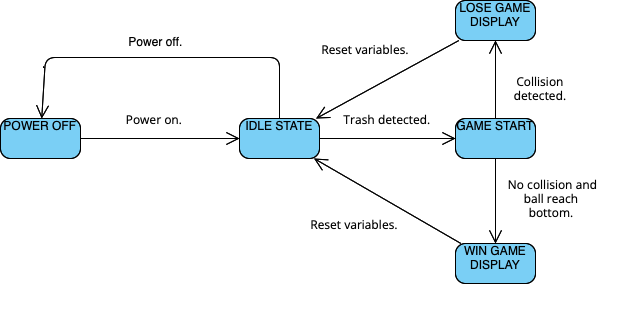 LOSE GAME
DISPLAY
Power off.
Reset variables.
Collision
detected.
POWER OFF
Power on.
IDLE STATE
Trash detected.
GAME START
No collision and
ball reach
bottom.
Reset variables.
WIN GAME
DISPLAY